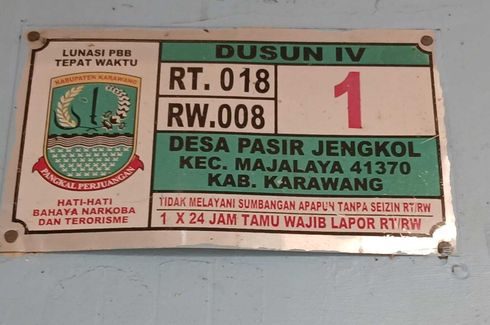 LUNASI PBB
TEPAT WAKTU
KABUPATEN KARAWANG
PANGKAL PERJUANGAN
HATI-HATI
BAHAYA NARKOBA
DAN TERORISME
DUSUN IV
RT. 018
RW.008
1
DESA PASIR JENGKOL
KEC. MAJALAYA 41370
KAB. KARAWANG
TIDAK MELAYANI SUMBANGAN APAPUN TANPA SEIZIN RT/RW
1 X 24 JAM TAMU WAJIB LAPOR RT/RW